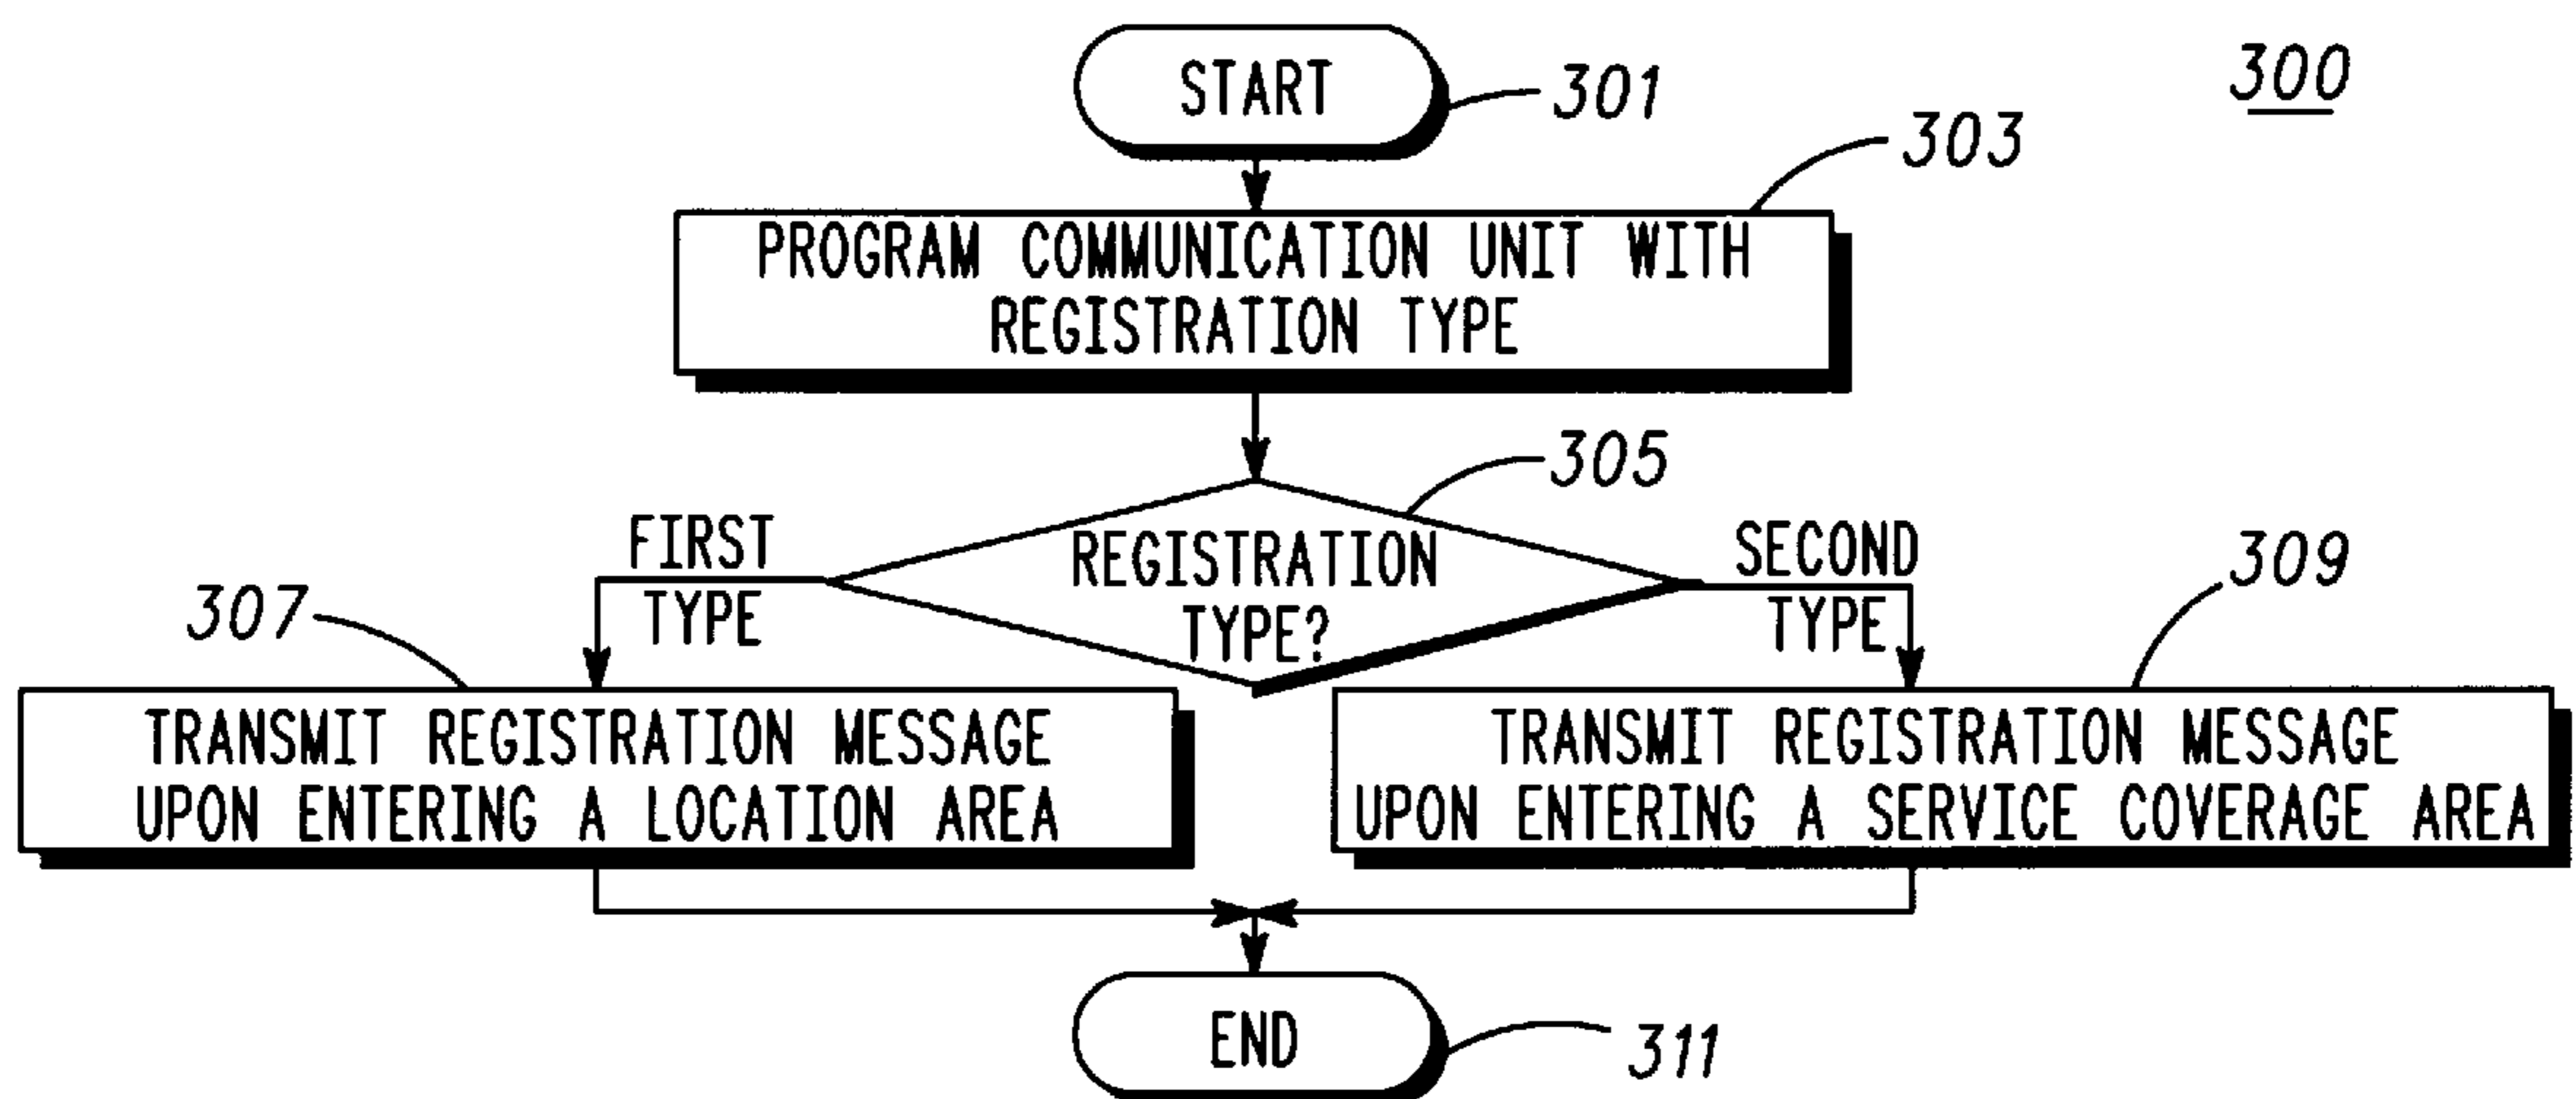 300
START
301
303
PROGRAM COMMUNICATION UNIT WITH
REGISTRATION TYPE
305
REGISTRATION
TYPE?
FIRST
TYPE
SECOND
TYPE
307
309
TRANSMIT REGISTRATION MESSAGE
UPON ENTERING A LOCATION AREA
TRANSMIT REGISTRATION MESSAGE
UPON ENTERING A SERVICE COVERAGE AREA
END
311